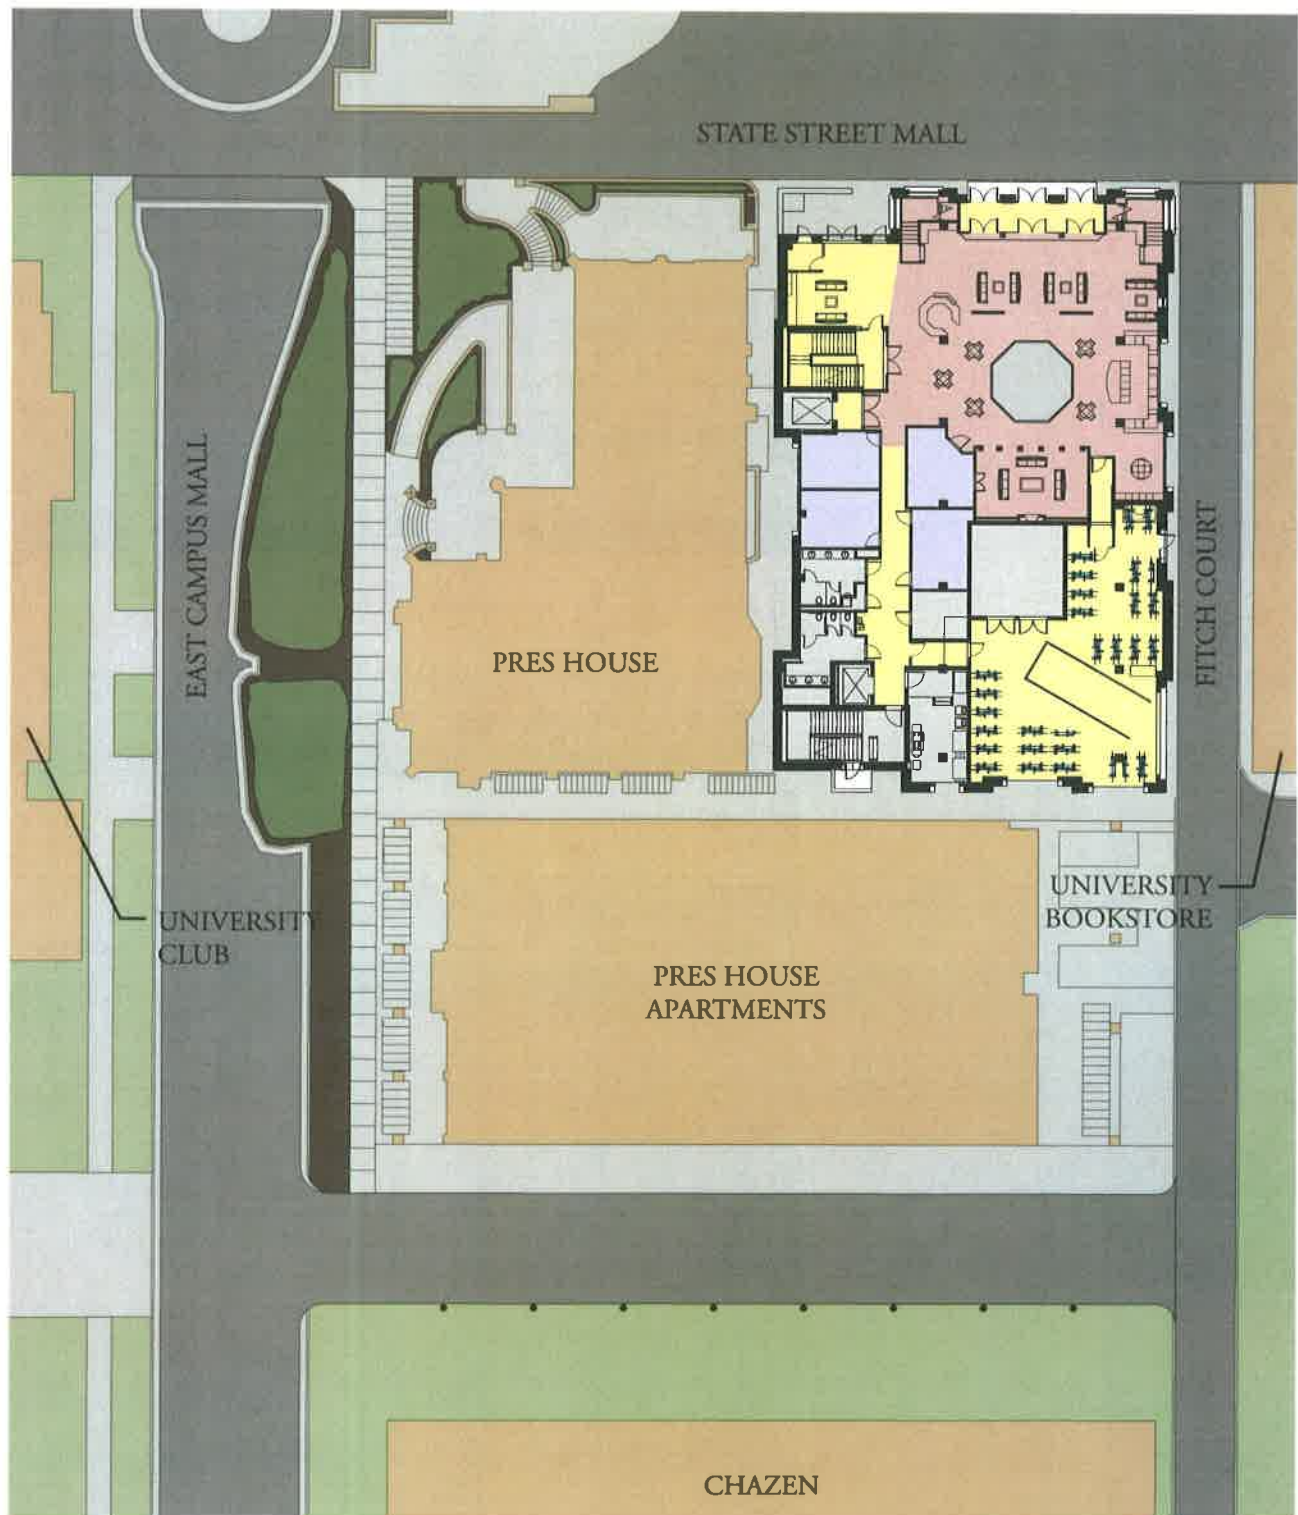 STATE STREET MALL
EAST CAMPUS MALL
FITCH COURT
PRES HOUSE
UNIVERSITY
CLUB
UNIVERSITY
BOOKSTORE
PRES HOUSE
APARTMENTS
CHAZEN